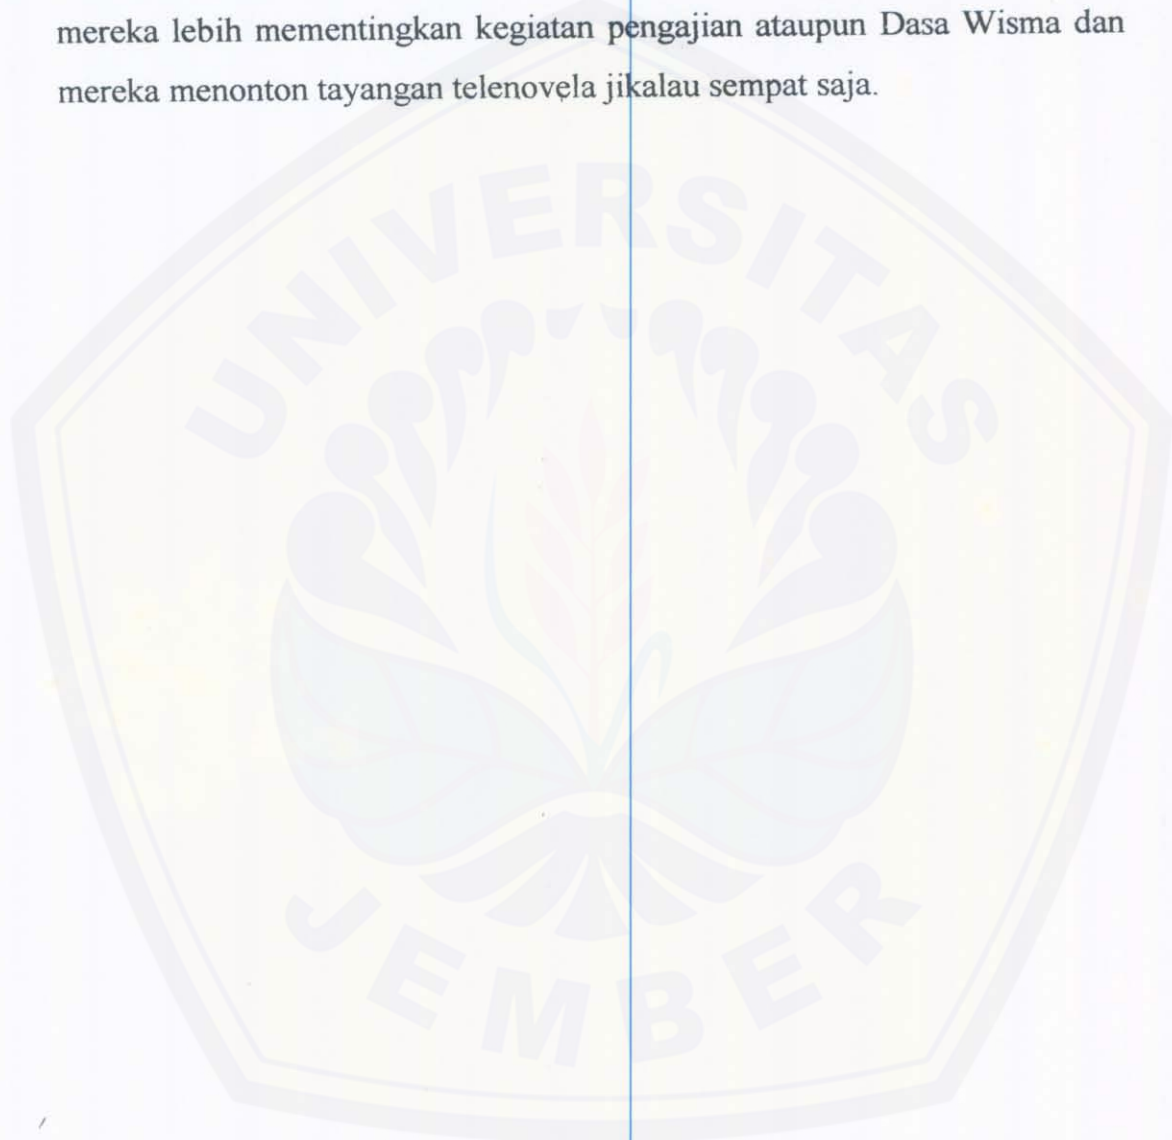 mereka lebih mementingkan kegiatan pengajian ataupun Dasa Wisma dan
mereka menonton tayangan telenovela jikalau sempat saja.
UNIVERSITAS
JEMBER